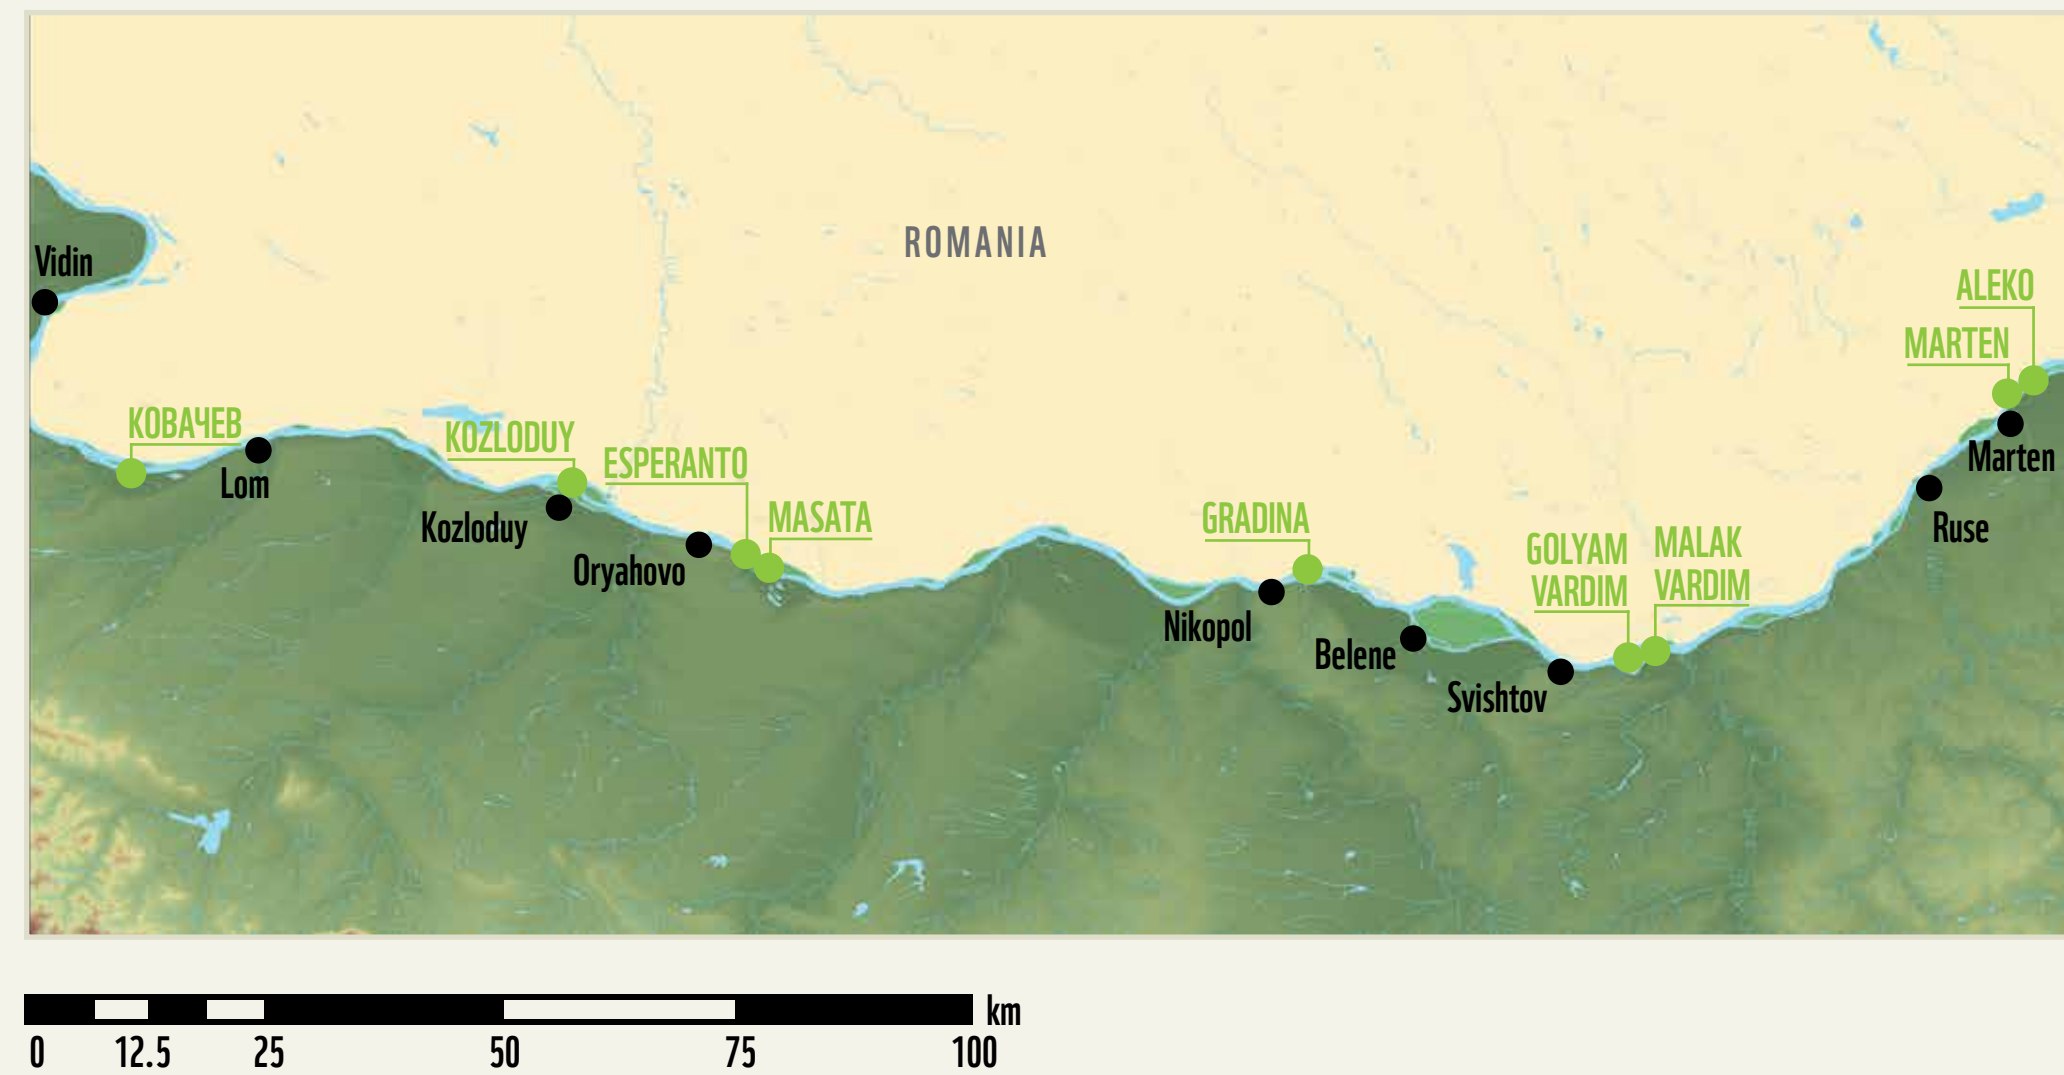 ROMANIA
Vidin
ALEKO
MARTEN
КОВАЧЕВ
KOZLODUY
ESPERANTO
Marten
Lom
MASATA
GRADINA
Kozloduy
Ruse
GOLYAM
VARDIM
MALAK
VARDIM
Oryahovo
Nikopol
Belene
Svishtov
km
0 12.5 25 50 75 100